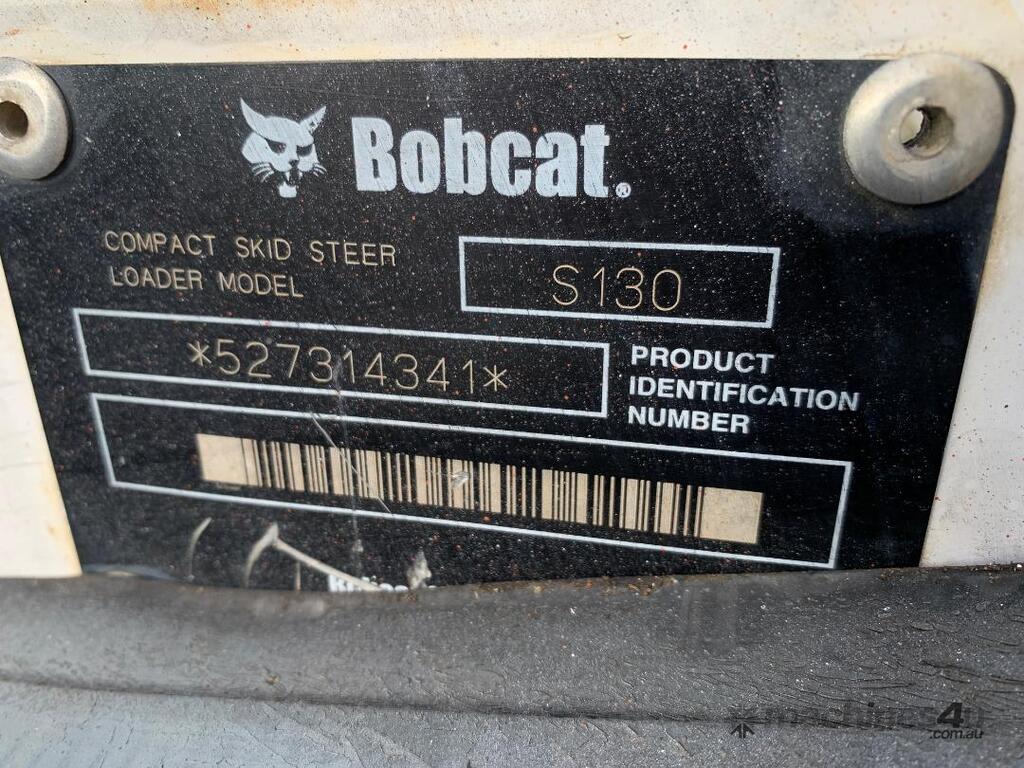 Bobcat®
COMPACT SKID STEER
LOADER MODEL
S130
*527314341*
PRODUCT
IDENTIFICATION
NUMBER
machines4u
.com.au